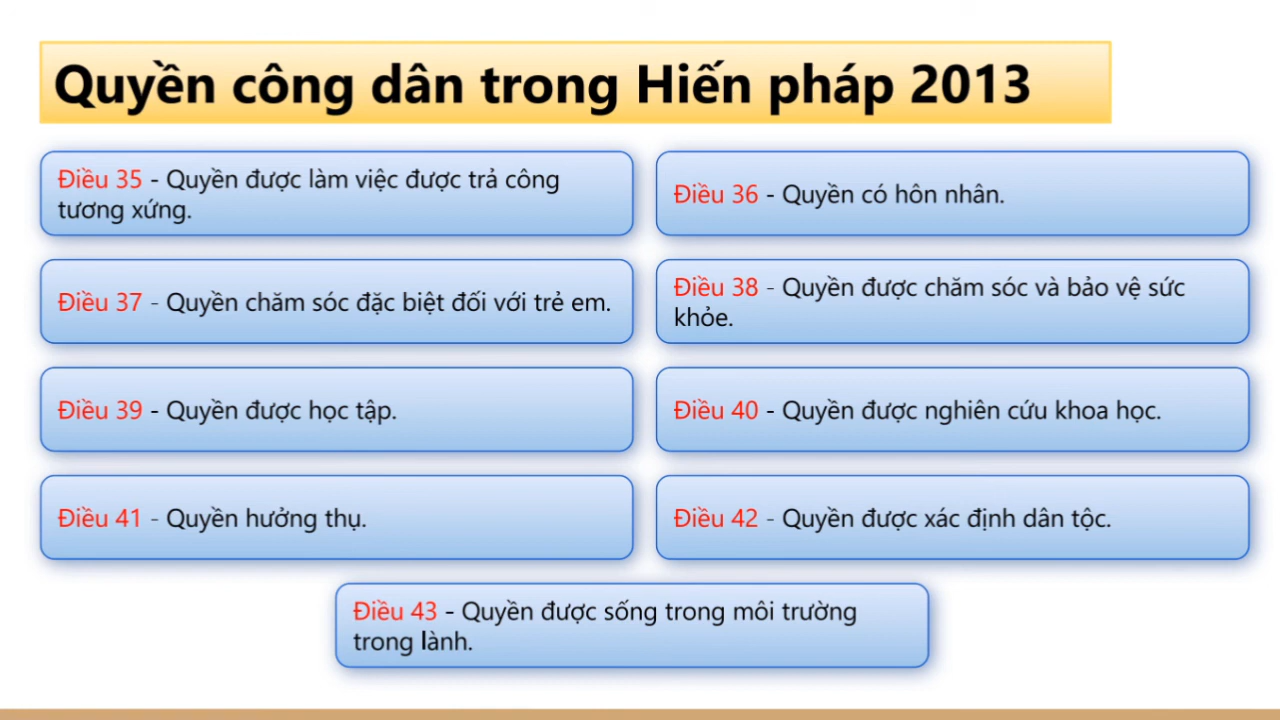 Quyền công dân trong Hiến pháp 2013
Điều 35 - Quyền được làm việc được trả công
tương xứng.
Điều 36 - Quyền có hôn nhân.
Điều 37 - Quyền chăm sóc đặc biệt đối với trẻ em.
Điều 38 - Quyền được chăm sóc và bảo vệ sức
khỏe.
Điều 39 - Quyền được học tập.
Điều 40 - Quyền được nghiên cứu khoa học.
Điều 41 - Quyền hưởng thụ.
Điều 42 - Quyền được xác định dân tộc.
Điều 43 - Quyền được sống trong môi trường
trong lành.